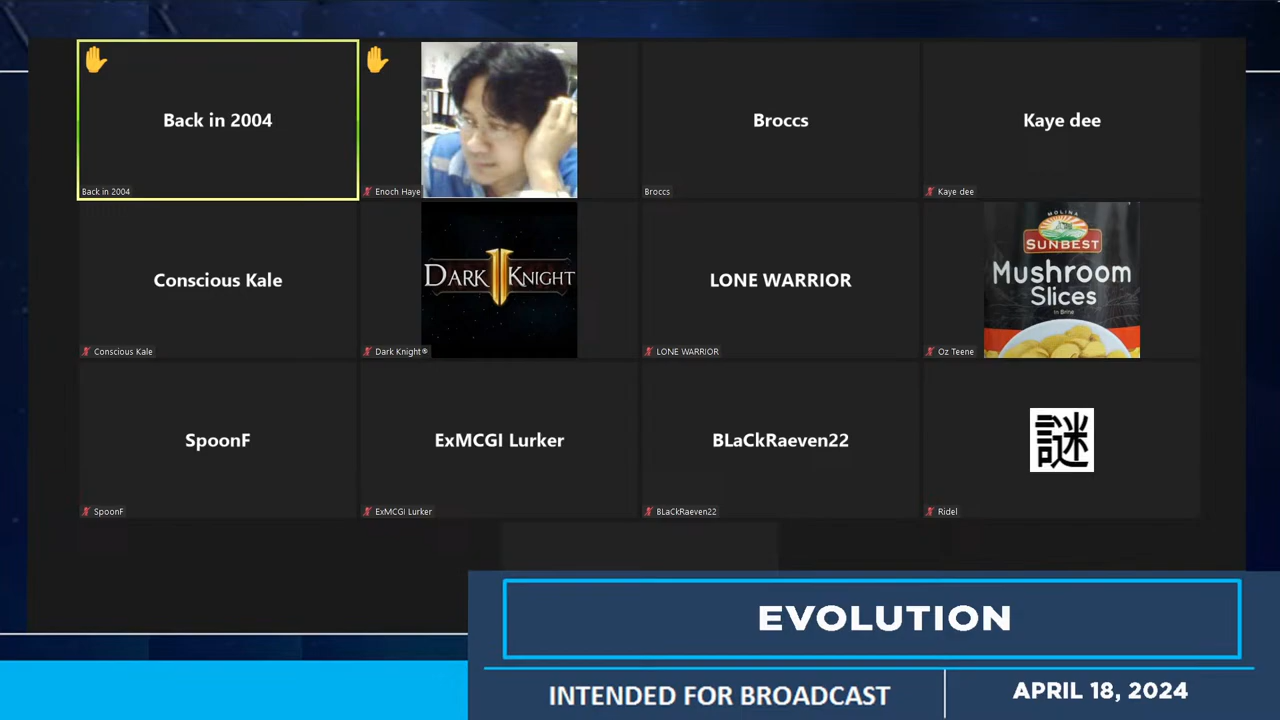 Back in 2004
Back in 2004
Enoch Haye
Broccs
Broccs
Kaye dee
Kaye dee
Conscious Kale
Conscious Kale
DARK II KNIGHT
Dark Knight®
LONE WARRIOR
LONE WARRIOR
MOLINA
SUNBEST
Mushroom
Slices
in Brine
Oz Teene
SpoonF
SpoonF
ExMCGI Lurker
ExMCGI Lurker
BLaCkRaeven22
BLaCkRaeven22
謎
Ridel
EVOLUTION
INTENDED FOR BROADCAST
APRIL 18, 2024